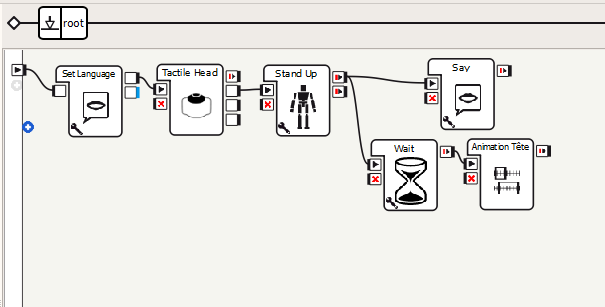 root
Set Language
Tactile Head
Stand Up
Say
Wait
Animation Tête